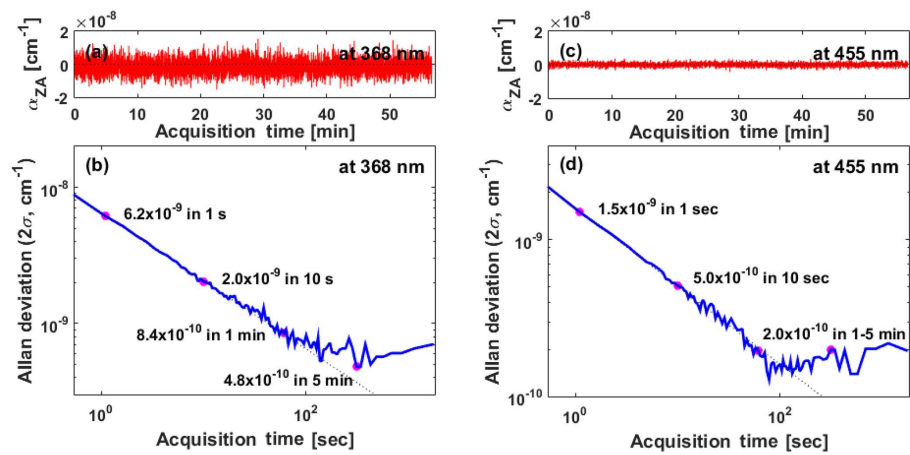 ×10⁻⁸
2
0
-2
α_ZA [cm⁻¹]
(a)
at 368 nm
0 10 20 30 40 50
Acquisition time [min]
×10⁻⁸
2
0
-2
α_ZA [cm⁻¹]
(c)
at 455 nm
0 10 20 30 40 50
Acquisition time [min]
(b)
at 368 nm
10⁻⁸
10⁻⁹
Allan deviation (2σ, cm⁻¹)
6.2x10⁻⁹ in 1 s
2.0x10⁻⁹ in 10 s
8.4x10⁻¹⁰ in 1 min
4.8x10⁻¹⁰ in 5 min
10⁰ 10²
Acquisition time [sec]
(d)
at 455 nm
10⁻⁹
10⁻¹⁰
Allan deviation (2σ, cm⁻¹)
1.5x10⁻⁹ in 1 sec
5.0x10⁻¹⁰ in 10 sec
2.0x10⁻¹⁰ in 1-5 min
10⁰ 10²
Acquisition time [sec]